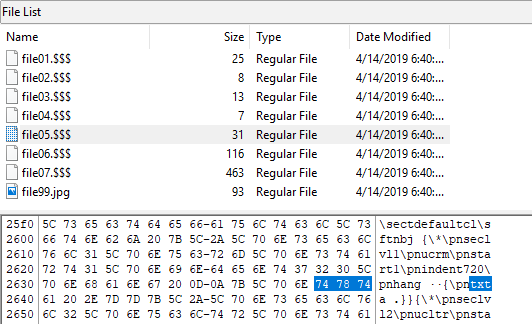 File List
Name Size Type Date Modified
file01.$$$ 25 Regular File 4/14/2019 6:40:...
file02.$$$ 8 Regular File 4/14/2019 6:40:...
file03.$$$ 13 Regular File 4/14/2019 6:40:...
file04.$$$ 7 Regular File 4/14/2019 6:40:...
file05.$$$ 31 Regular File 4/14/2019 6:40:...
file06.$$$ 116 Regular File 4/14/2019 6:40:...
file07.$$$ 463 Regular File 4/14/2019 6:40:...
file99.jpg 93 Regular File 4/14/2019 6:40:...
25f0 5C 73 65 63 74 64 65 66-61 75 6C 74 63 6C 5C 73 \sectdefaultcl\s
2600 66 74 6E 62 6A 20 7B 5C-2A 5C 70 6E 73 65 63 6C ftnbj {\*\pnsecl
2610 76 6C 31 5C 70 6E 75 63-72 6D 5C 70 6E 73 74 61 vl1\pnucrm\pnsta
2620 72 74 31 5C 70 6E 69 6E-64 65 6E 74 37 32 30 5C rt1\pnindent720\
2630 70 6E 68 61 6E 67 20 0D-0A 7B 5C 70 6E 74 78 74 pnhang ··{\pntxt
2640 61 20 2E 7D 7D 7B 5C 2A-5C 70 6E 73 65 63 6C 76 a .}}{\*\pnseclv
2650 6C 32 5C 70 6E 75 63 6C-74 72 5C 70 6E 73 74 61 l2\pnucltr\pnsta